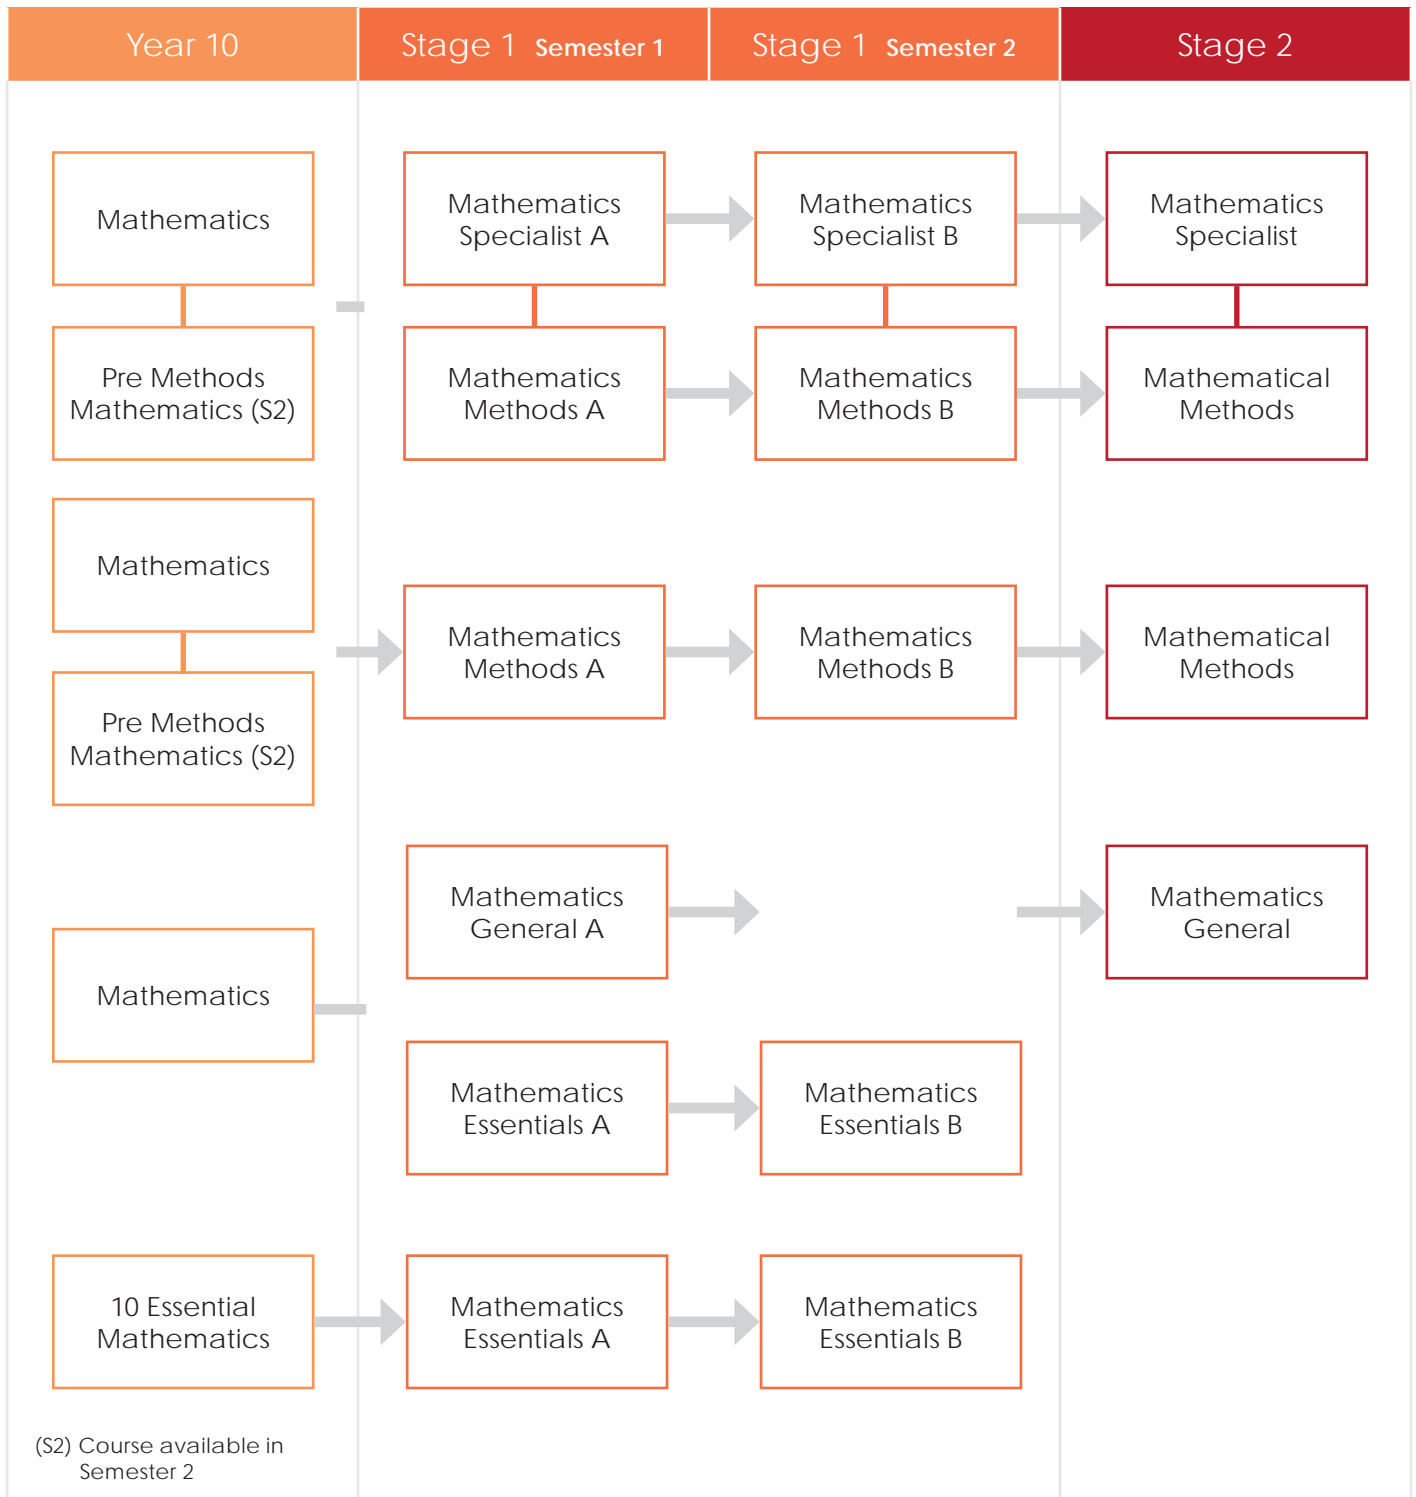 Year 10
Stage 1 Semester 1
Stage 1 Semester 2
Stage 2
Mathematics
Mathematics
Specialist A
Mathematics
Specialist B
Mathematics
Specialist
Pre Methods
Mathematics (S2)
Mathematics
Methods A
Mathematics
Methods B
Mathematical
Methods
Mathematics
Pre Methods
Mathematics (S2)
Mathematics
Methods A
Mathematics
Methods B
Mathematical
Methods
Mathematics
Mathematics
General A
Mathematics
General
Mathematics
Essentials A
Mathematics
Essentials B
10 Essential
Mathematics
Mathematics
Essentials A
Mathematics
Essentials B
(S2) Course available in
Semester 2